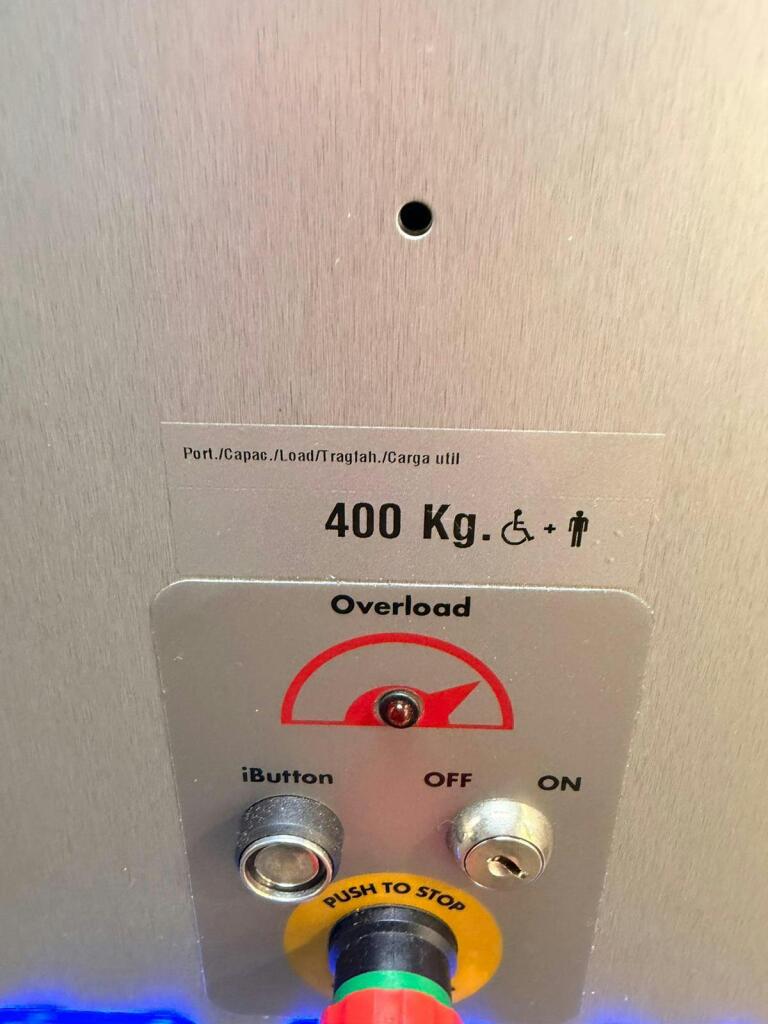 Port./Capac./Load/Tragfah./Carga util
400 Kg. +
Overload
iButton OFF ON
PUSH TO STOP